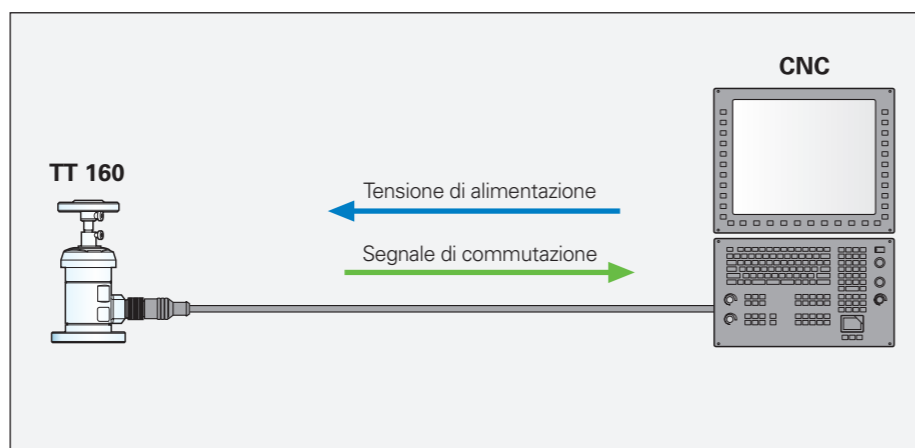 CNC
TT 160
Tensione di alimentazione
Segnale di commutazione